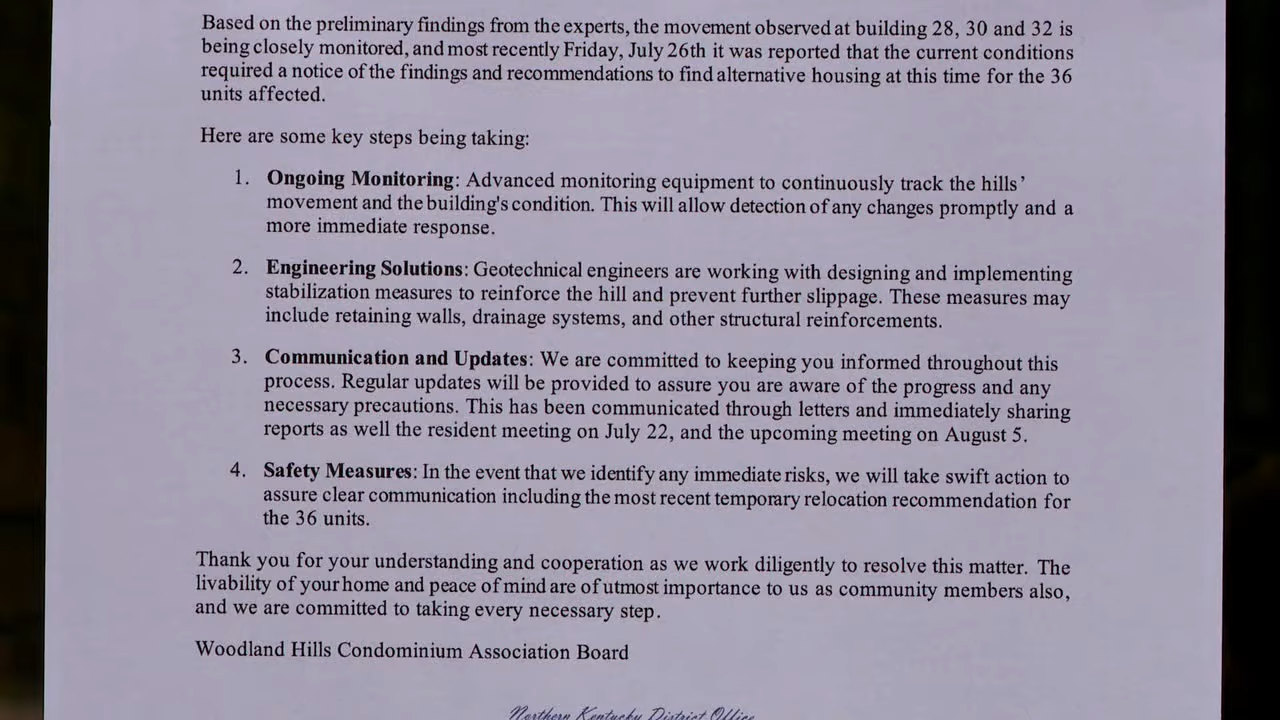 Based on the preliminary findings from the experts, the movement observed at building 28, 30 and 32 is
being closely monitored, and most recently Friday, July 26th it was reported that the current conditions
required a notice of the findings and recommendations to find alternative housing at this time for the 36
units affected.
Here are some key steps being taking:
1. Ongoing Monitoring: Advanced monitoring equipment to continuously track the hills'
movement and the building's condition. This will allow detection of any changes promptly and a
more immediate response.
2. Engineering Solutions: Geotechnical engineers are working with designing and implementing
stabilization measures to reinforce the hill and prevent further slippage. These measures may
include retaining walls, drainage systems, and other structural reinforcements.
3. Communication and Updates: We are committed to keeping you informed throughout this
process. Regular updates will be provided to assure you are aware of the progress and any
necessary precautions. This has been communicated through letters and immediately sharing
reports as well the resident meeting on July 22, and the upcoming meeting on August 5.
4. Safety Measures: In the event that we identify any immediate risks, we will take swift action to
assure clear communication including the most recent temporary relocation recommendation for
the 36 units.
Thank you for your understanding and cooperation as we work diligently to resolve this matter. The
livability of your home and peace of mind are of utmost importance to us as community members also,
and we are committed to taking every necessary step.
Woodland Hills Condominium Association Board
Northern Kentucky District Office